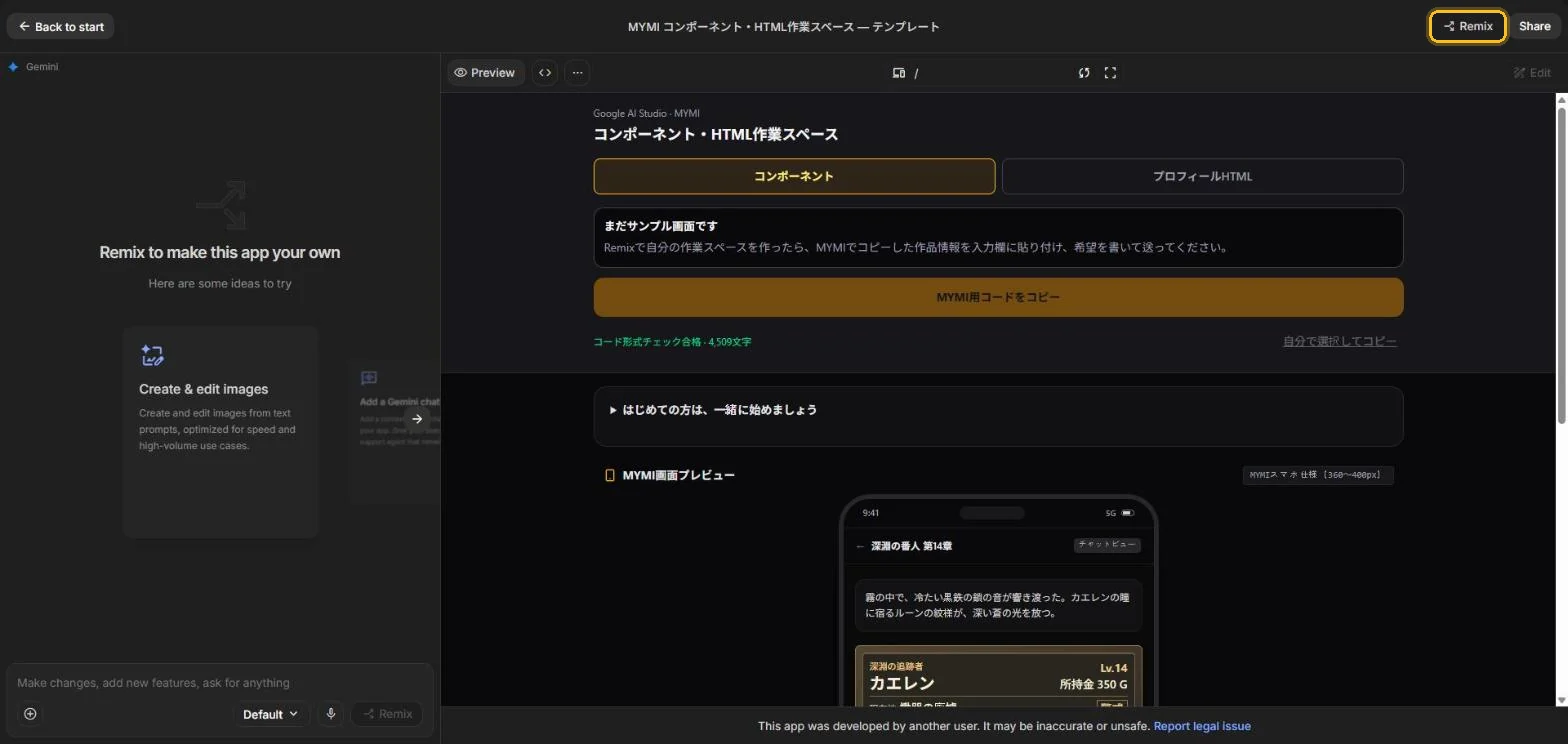 Back to start
MYMI コンポーネント・HTML作業スペース — テンプレート
Remix
Share
Gemini
Preview
/
Edit
Remix to make this app your own
Here are some ideas to try
Create & edit images
Create and edit images from text
prompts, optimized for speed and
high-volume use cases.
Add a Gemini chat
Make changes, add new features, ask for anything
Default
Remix
Google AI Studio · MYMI
コンポーネント・HTML作業スペース
コンポーネント
プロフィールHTML
まだサンプル画面です
Remixで自分の作業スペースを作ったら、MYMIでコピーした作品情報を入力欄に貼り付け、希望を書いて送ってください。
MYMI用コードをコピー
コード形式チェック合格 · 4,509文字
自分で選択してコピー
はじめての方は、一緒に始めましょう
MYMI画面プレビュー
MYMIスマホ仕様 (360〜400px)
9:41
5G
← 深淵の番人 第14章
チャットビュー
霧の中で、冷たい黒鉄の鎖の音が響き渡った。カエレンの瞳
に宿るルーンの紋様が、深い蒼の光を放つ。
深淵の追跡者
Lv.14
カエレン
所持金 350 G
This app was developed by another user. It may be inaccurate or unsafe. Report legal issue